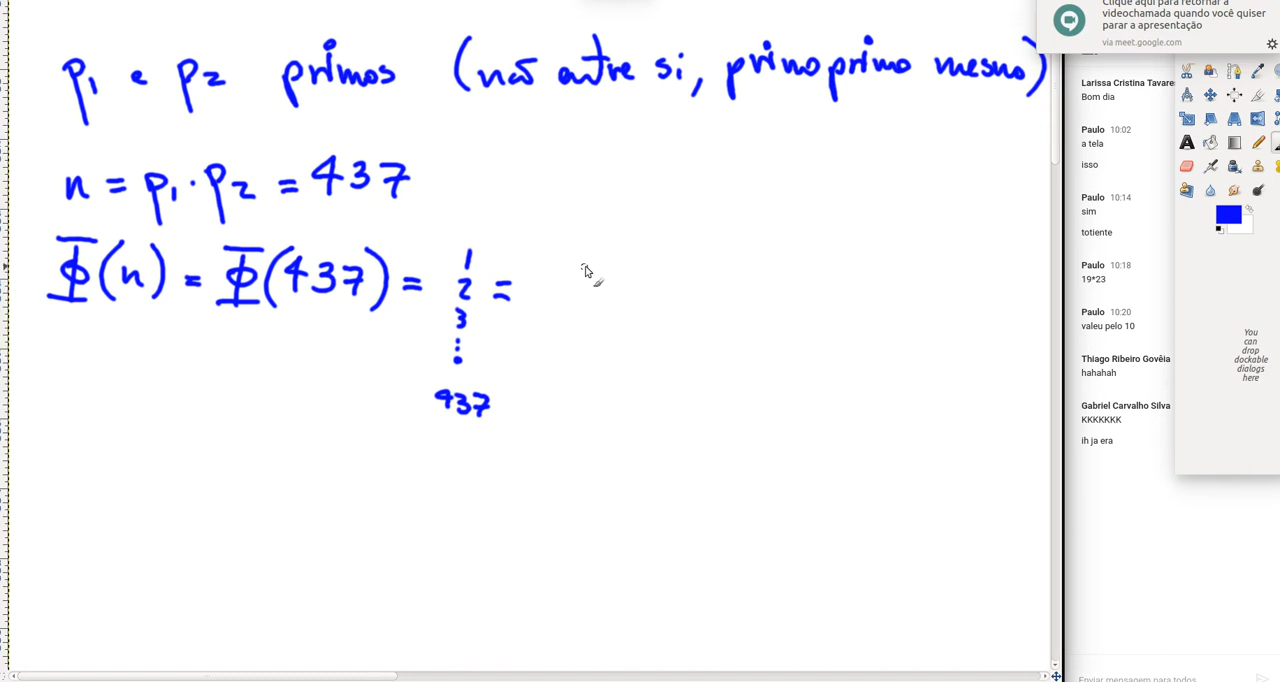 p₁ e p₂ primos (não entre si, primo primo mesmo)
n = p₁ · p₂ = 437
Φ(n) = Φ(437) = 1
2 =
3
⋮
437
Clique aqui para retornar a
videochamada quando você quiser
parar a apresentação
via meet.google.com
Larissa Cristina Tavare
Bom dia
Paulo 10:02
a tela
isso
Paulo 10:14
sim
totiente
Paulo 10:18
19*23
Paulo 10:20
valeu pelo 10
Thiago Ribeiro Govêia
hahahah
Gabriel Carvalho Silva
KKKKKKK
ih ja era
You
can
drop
dockable
dialogs
here
Enviar mensagem para todos